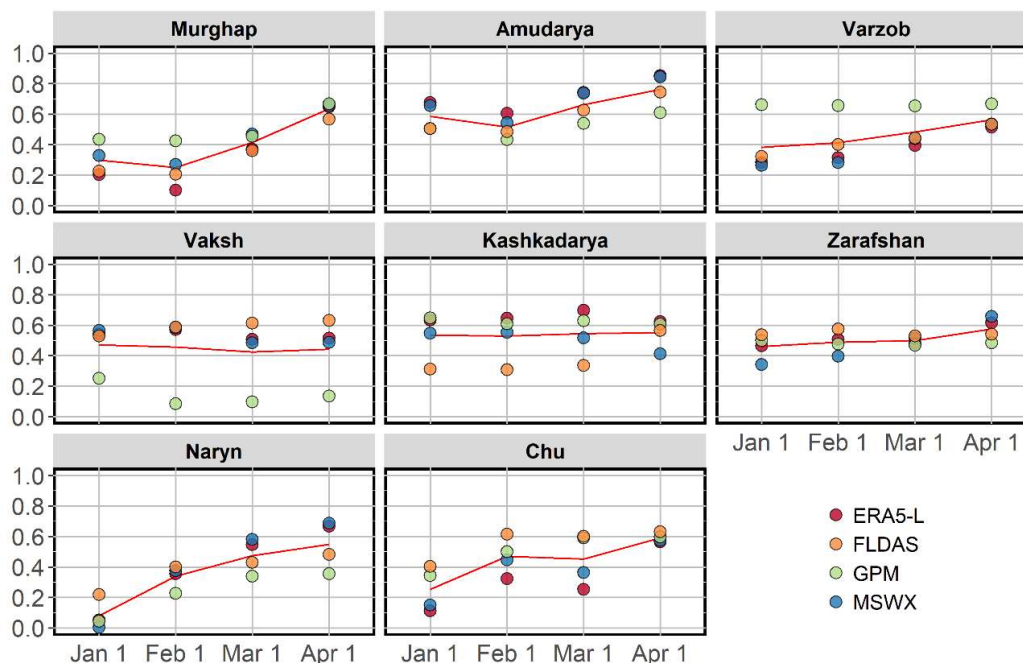 Murghap Amudarya Varzob
1.0
0.8
0.6
0.4
0.2
0.0
Vaksh Kashkadarya Zarafshan
1.0
0.8
0.6
0.4
0.2
0.0
Jan 1 Feb 1 Mar 1 Apr 1
Naryn Chu
1.0
0.8
0.6
0.4
0.2
0.0
ERA5-L
FLDAS
GPM
MSWX
Jan 1 Feb 1 Mar 1 Apr 1 Jan 1 Feb 1 Mar 1 Apr 1